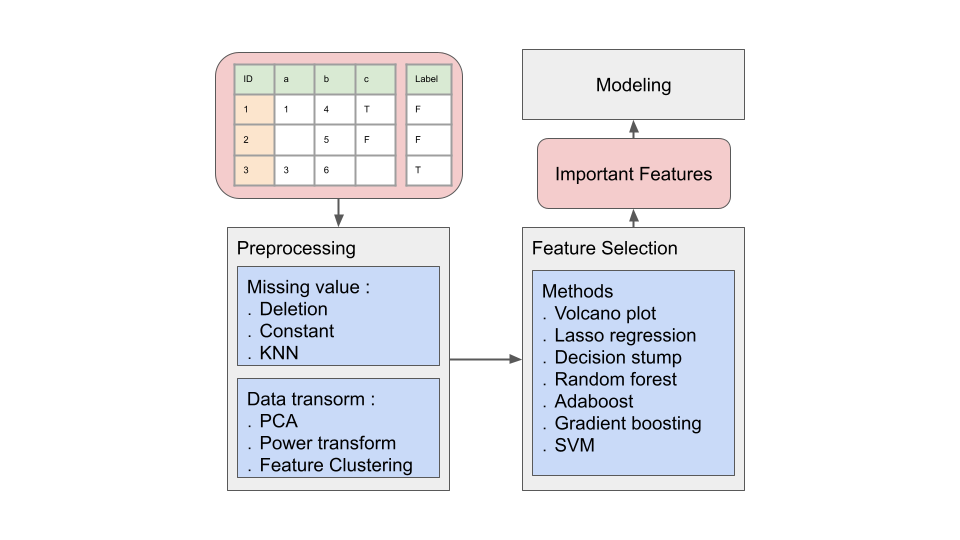 ID a b c Label
1 1 4 T F
2 5 F F
3 3 6 T
Preprocessing
Missing value :
. Deletion
. Constant
. KNN
Data transorm :
. PCA
. Power transform
. Feature Clustering
Modeling
Important Features
Feature Selection
Methods
. Volcano plot
. Lasso regression
. Decision stump
. Random forest
. Adaboost
. Gradient boosting
. SVM